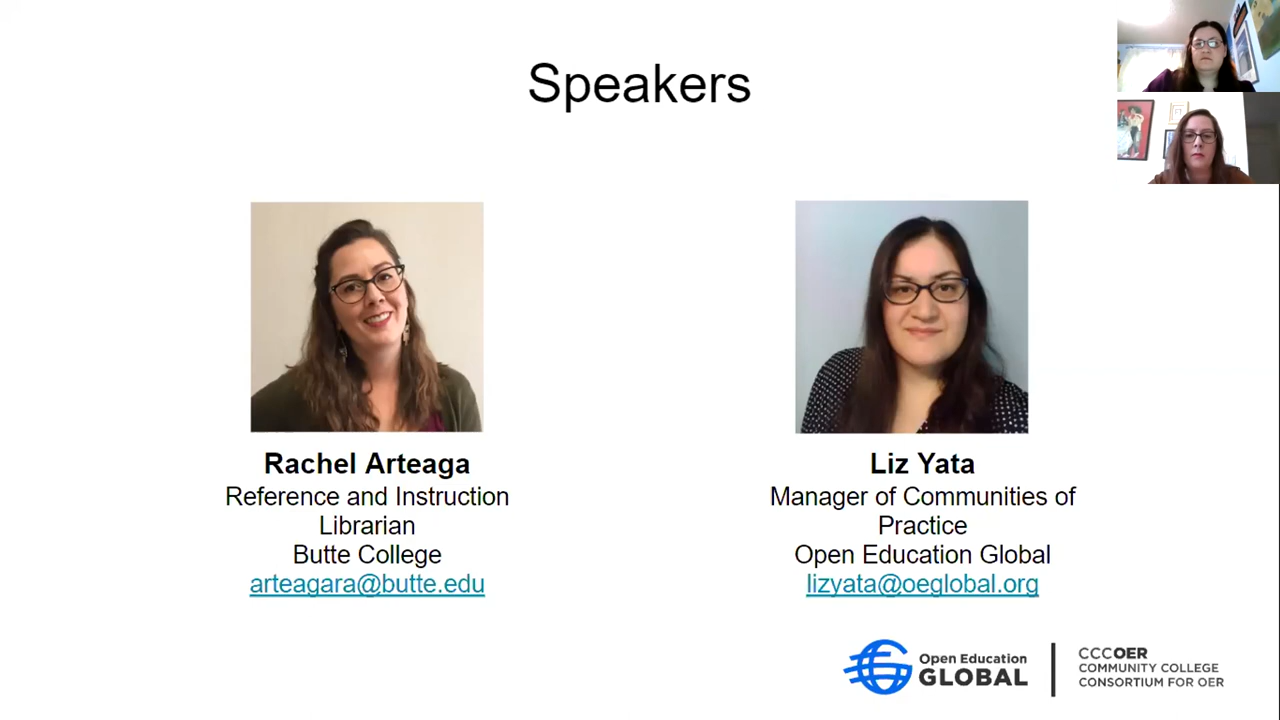 Speakers
Rachel Arteaga
Reference and Instruction
Librarian
Butte College
arteagara@butte.edu
Liz Yata
Manager of Communities of
Practice
Open Education Global
lizyata@oeglobal.org
Open Education
GLOBAL
CCCOER
COMMUNITY COLLEGE
CONSORTIUM FOR OER